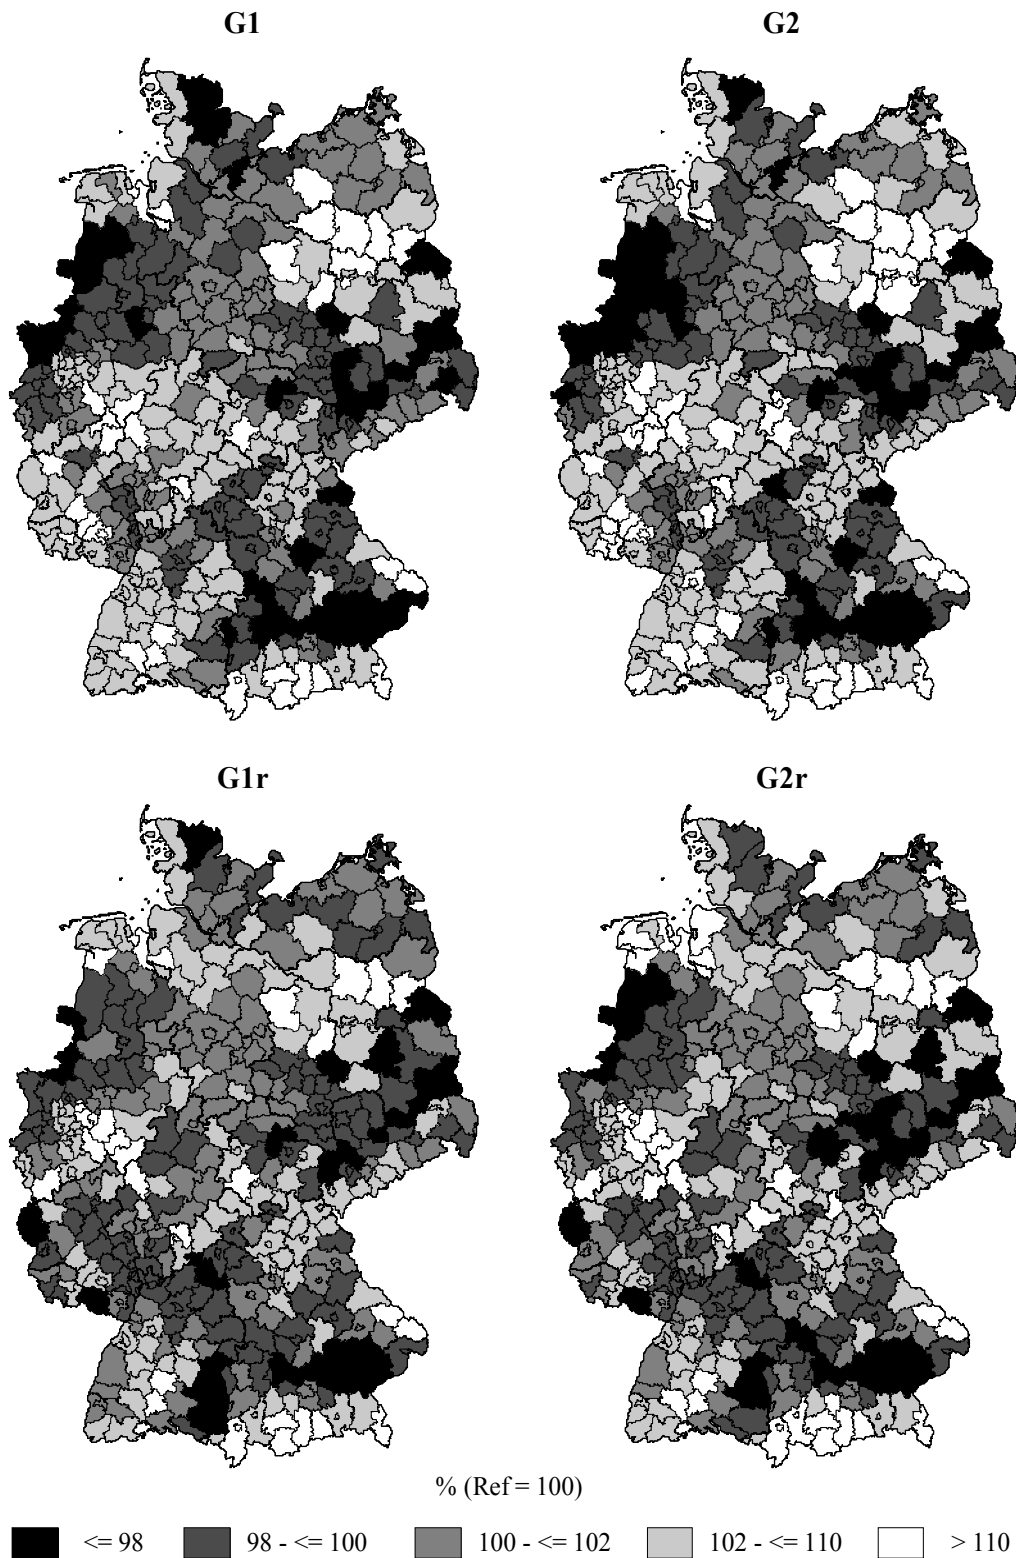 G1
G2
G1r
G2r
% (Ref = 100)
<= 98
98 - <= 100
100 - <= 102
102 - <= 110
> 110